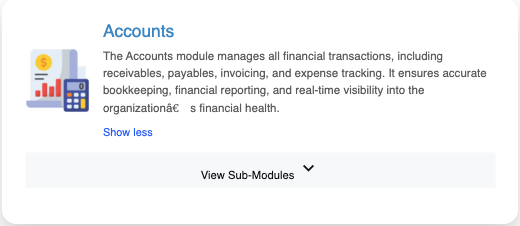 Accounts
The Accounts module manages all financial transactions, including
receivables, payables, invoicing, and expense tracking. It ensures accurate
bookkeeping, financial reporting, and real-time visibility into the
organizationâ€ s financial health.
Show less
View Sub-Modules